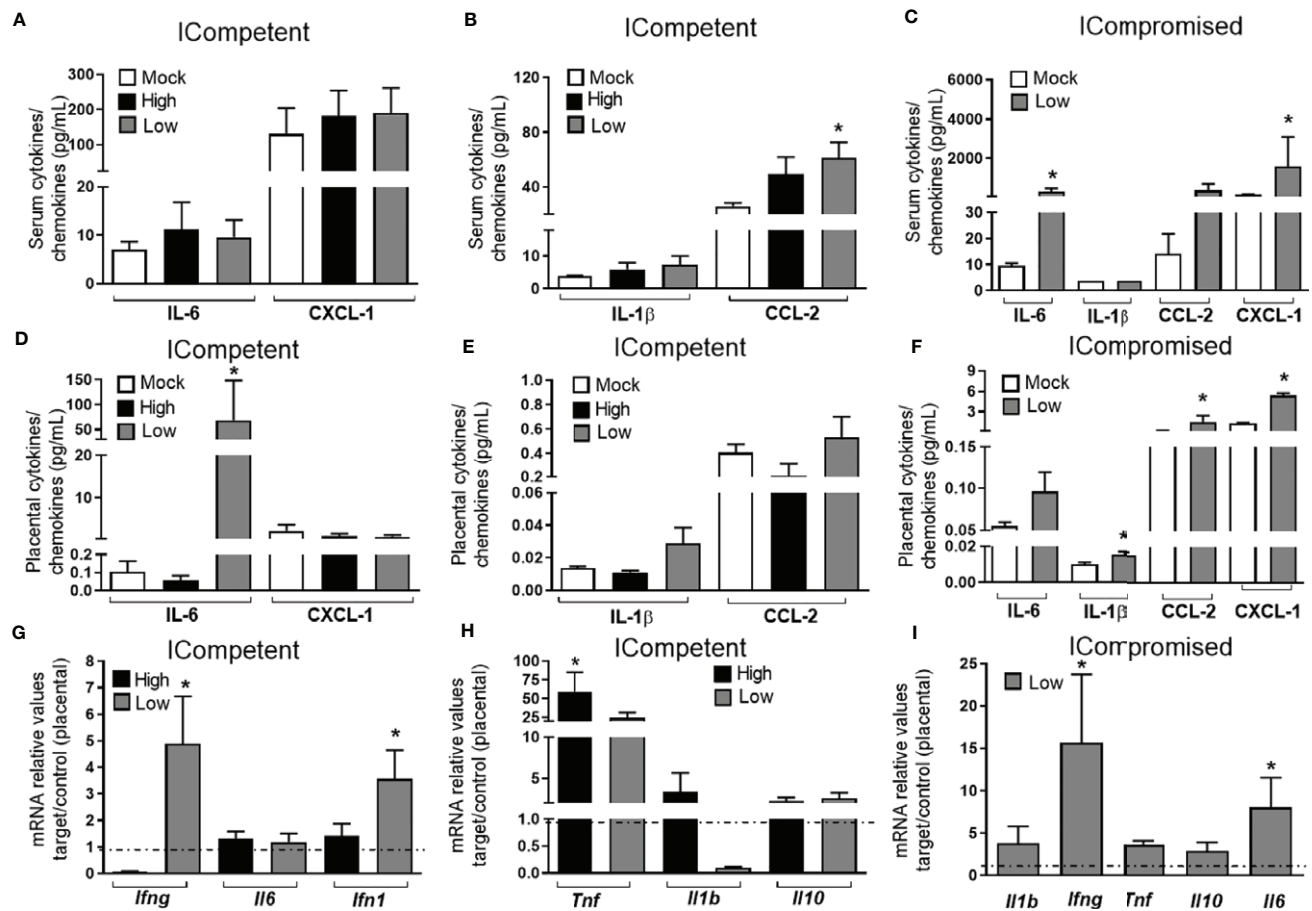 A
ICompetent
Serum cytokines/
chemokines (pg/mL)
300
200
100
20
10
0
Mock
High
Low
IL-6
CXCL-1
B
ICompetent
Serum cytokines/
chemokines (pg/mL)
120
80
40
10
0
Mock
High
Low
*
IL-1β
CCL-2
C
ICompromised
Serum cytokines/
chemokines (pg/mL)
6000
4000
2000
30
20
10
0
Mock
Low
*
*
IL-6
IL-1β
CCL-2
CXCL-1
D
ICompetent
Placental cytokines/
chemokines (pg/mL)
150
100
75
50
20
10
0.2
0.1
0.0
Mock
High
Low
*
IL-6
CXCL-1
E
ICompetent
Placental cytokines/
chemokines (pg/mL)
1.0
0.8
0.6
0.4
0.2
0.06
0.04
0.02
0.00
Mock
High
Low
IL-1β
CCL-2
F
ICompromised
Placental cytokines/
chemokines (pg/mL)
9
6
3
0.15
0.10
0.05
0.02
0.00
Mock
Low
*
*
*
IL-6
IL-1β
CCL-2
CXCL-1
G
ICompetent
mRNA relative values
target/control (placental)
8
7
6
5
4
3
2
1
0
High
Low
*
*
Ifng
Il6
Ifn1
H
ICompetent
mRNA relative values
target/control (placental)
100
75
50
25
10
5
1.0
0.5
0.0
High
Low
*
Tnf
Il1b
Il10
I
ICompromised
mRNA relative values
target/control (placental)
25
20
15
10
5
0
Low
*
*
Il1b
Ifng
Tnf
Il10
Il6